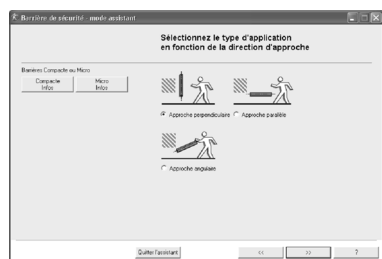 Barrière de sécurité - mode assistant
Sélectionnez le type d'application
en fonction de la direction d'approche
Barrières Compacte ou Micro
Compacte
Infos
Micro
Infos
Approche perpendiculaire
Approche parallèle
Approche angulaire
Quitter l'assistant
<<
>>
?